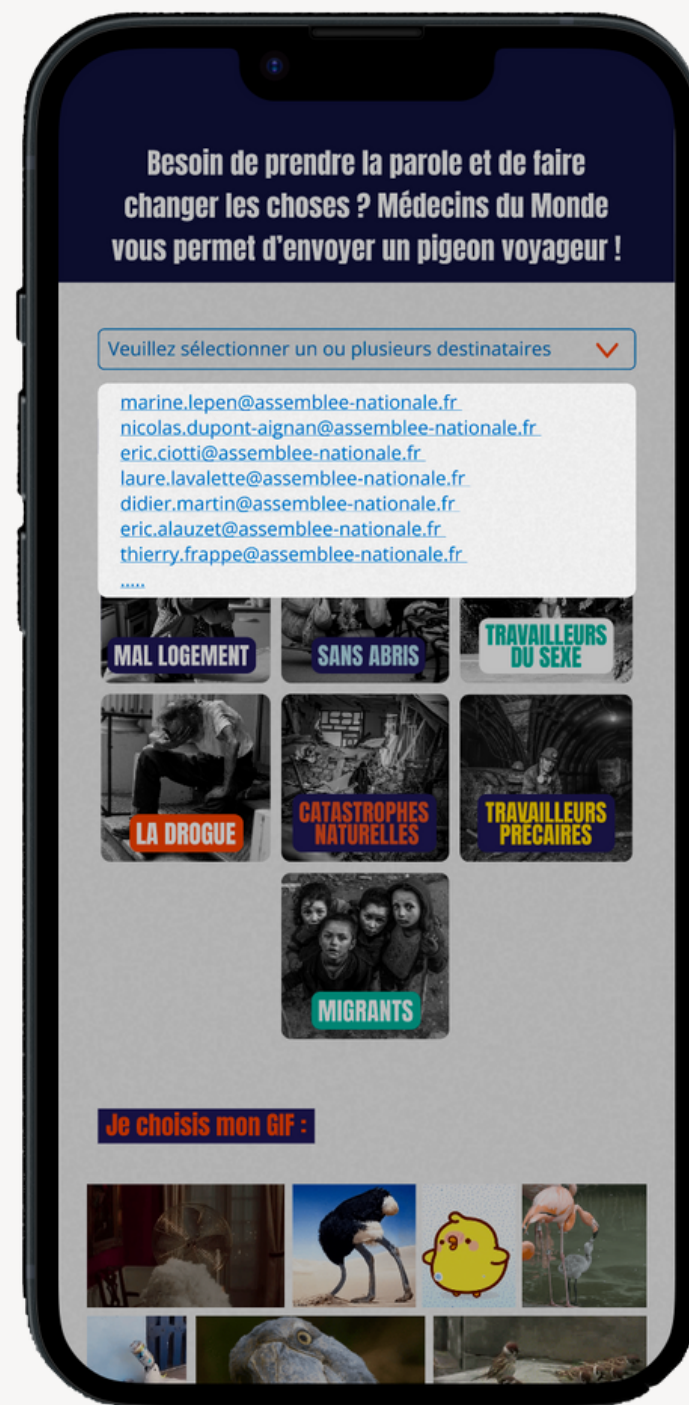 Besoin de prendre la parole et de faire
changer les choses ? Médecins du Monde
vous permet d'envoyer un pigeon voyageur !
Veuillez sélectionner un ou plusieurs destinataires
marine.lepen@assemblee-nationale.fr
nicolas.dupont-aignan@assemblee-nationale.fr
eric.ciotti@assemblee-nationale.fr
laure.lavalette@assemblee-nationale.fr
didier.martin@assemblee-nationale.fr
eric.alauzet@assemblee-nationale.fr
thierry.frappe@assemblee-nationale.fr
.....
MAL LOGEMENT
SANS ABRIS
TRAVAILLEURS
DU SEXE
LA DROGUE
CATASTROPHES
NATURELLES
TRAVAILLEURS
PRÉCAIRES
MIGRANTS
Je choisis mon GIF :